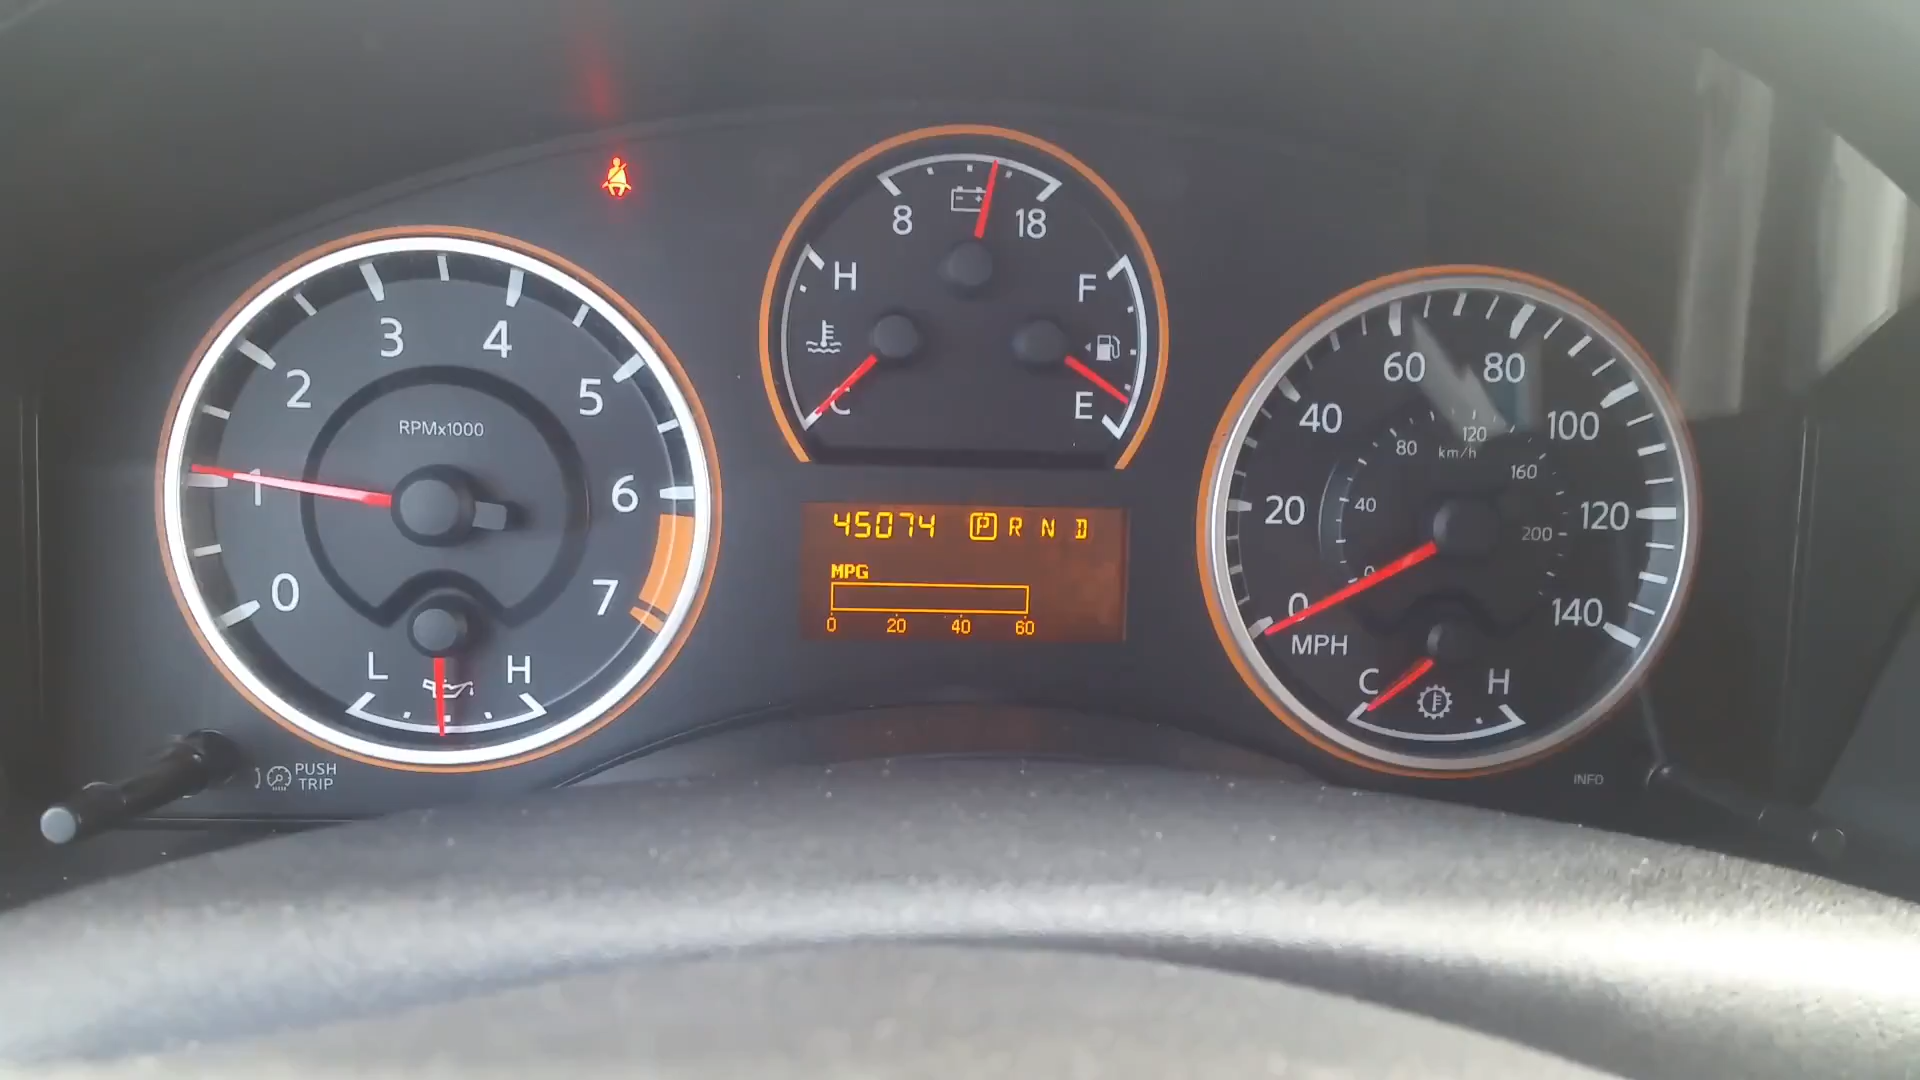 0 1 2 3 4 5 6 7
RPMx1000
L H
PUSH
TRIP
8 18
H F
C E
45074 P R N D
MPG
0 20 40 60
0 20 40 60 80 100 120 140
MPH
0 40 80 120 160 200
km/h
C H
INFO